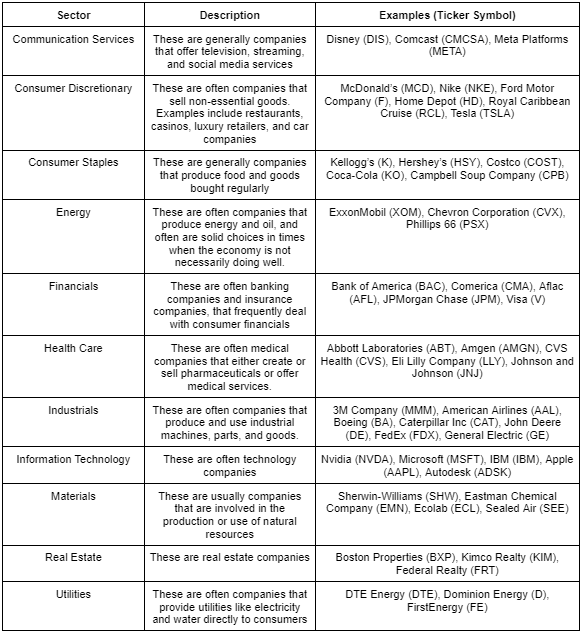 Sector Description Examples (Ticker Symbol)
Communication Services These are generally companies Disney (DIS), Comcast (CMCSA), Meta Platforms
that offer television, streaming, (META)
and social media services
Consumer Discretionary These are often companies that McDonald's (MCD), Nike (NKE), Ford Motor
sell non-essential goods. Company (F), Home Depot (HD), Royal Caribbean
Examples include restaurants, Cruise (RCL), Tesla (TSLA)
casinos, luxury retailers, and car
companies
Consumer Staples These are generally companies Kellogg's (K), Hershey's (HSY), Costco (COST),
that produce food and goods Coca-Cola (KO), Campbell Soup Company (CPB)
bought regularly
Energy These are often companies that ExxonMobil (XOM), Chevron Corporation (CVX),
produce energy and oil, and Phillips 66 (PSX)
often are solid choices in times
when the economy is not
necessarily doing well.
Financials These are often banking Bank of America (BAC), Comerica (CMA), Aflac
companies and insurance (AFL), JPMorgan Chase (JPM), Visa (V)
companies, that frequently deal
with consumer financials
Health Care These are often medical Abbott Laboratories (ABT), Amgen (AMGN), CVS
companies that either create or Health (CVS), Eli Lilly Company (LLY), Johnson and
sell pharmaceuticals or offer Johnson (JNJ)
medical services.
Industrials These are often companies that 3M Company (MMM), American Airlines (AAL),
produce and use industrial Boeing (BA), Caterpillar Inc (CAT), John Deere
machines, parts, and goods. (DE), FedEx (FDX), General Electric (GE)
Information Technology These are often technology Nvidia (NVDA), Microsoft (MSFT), IBM (IBM), Apple
companies (AAPL), Autodesk (ADSK)
Materials These are usually companies Sherwin-Williams (SHW), Eastman Chemical
that are involved in the Company (EMN), Ecolab (ECL), Sealed Air (SEE)
production or use of natural
resources
Real Estate These are real estate companies Boston Properties (BXP), Kimco Realty (KIM),
Federal Realty (FRT)
Utilities These are often companies that DTE Energy (DTE), Dominion Energy (D),
provide utilities like electricity FirstEnergy (FE)
and water directly to consumers